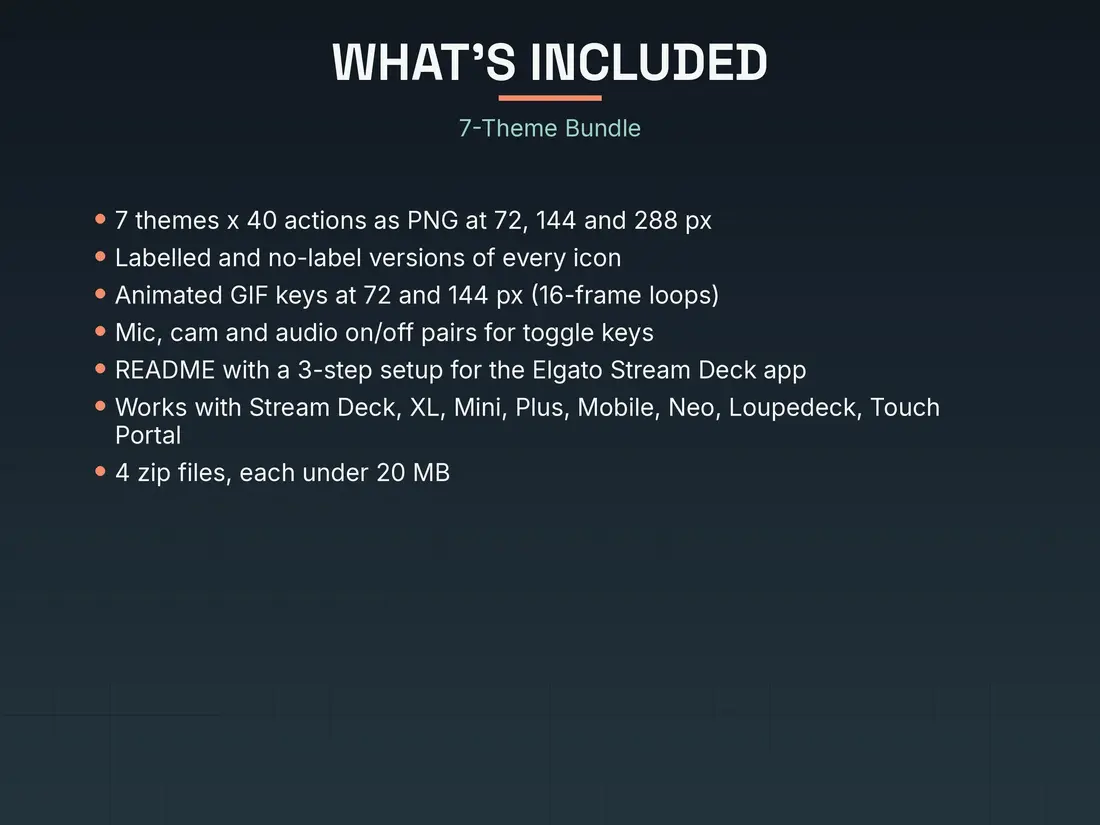 WHAT’S INCLUDED
7-Theme Bundle
7 themes x 40 actions as PNG at 72, 144 and 288 px
Labelled and no-label versions of every icon
Animated GIF keys at 72 and 144 px (16-frame loops)
Mic, cam and audio on/off pairs for toggle keys
README with a 3-step setup for the Elgato Stream Deck app
Works with Stream Deck, XL, Mini, Plus, Mobile, Neo, Loupedeck, Touch
Portal
4 zip files, each under 20 MB